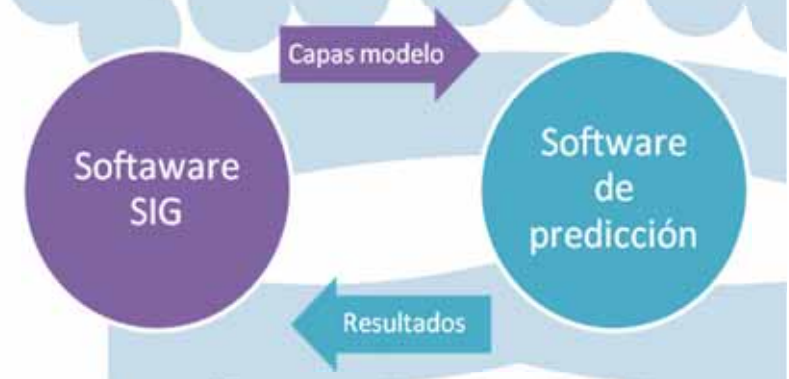 Capas modelo
Softaware
SIG
Software
de
predicción
Resultados